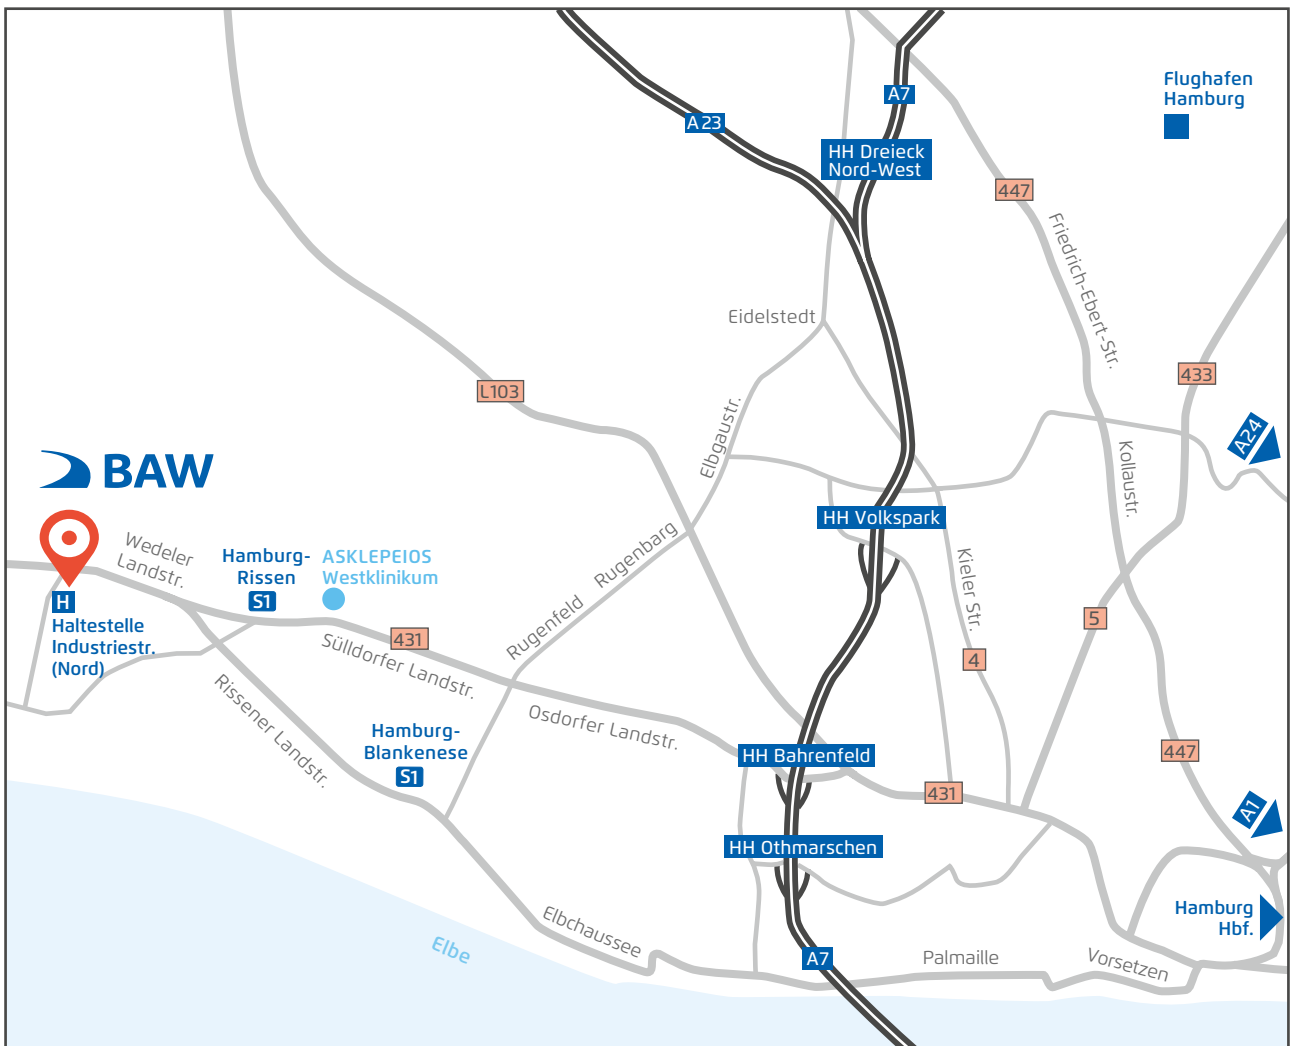 Flughafen
Hamburg
A7
A 23
HH Dreieck
Nord-West
447
Friedrich-Ebert-Str.
Eidelstedt
433
L103
Elbgaustr.
A24
Kollaustr.
BAW
HH Volkspark
Wedeler
Landstr.
Hamburg-
Rissen
S1
ASKLEPEIOS
Westklinikum
Rugenbarg
Kieler Str.
H
Haltestelle
Industriestr.
(Nord)
Rugenfeld
5
431
Sülldorfer Landstr.
4
Rissener Landstr.
Osdorfer Landstr.
Hamburg-
Blankenese
S1
HH Bahrenfeld
447
431
A1
HH Othmarschen
Hamburg
Hbf.
Elbchaussee
Elbe
A7
Palmaille
Vorsetzen